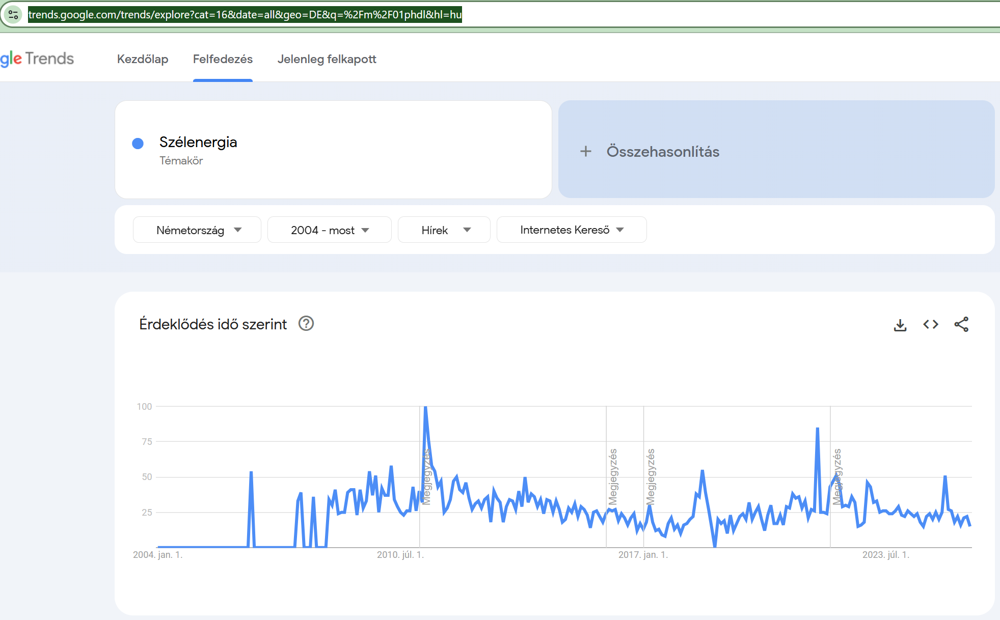 trends.google.com/trends/explore?cat=16&date=all&geo=DE&q=%2Fm%2F01phdl&hl=hu
gle Trends
Kezdőlap
Felfedezés
Jelenleg felkapott
Szélenergia
Témakör
+ Összehasonlítás
Németország
2004 - most
Hírek
Internetes Kereső
Érdeklődés idő szerint
?
100
75
50
25
Megjegyzés
Megjegyzés
Megjegyzés
Megjegyzés
2004. jan. 1.
2010. júl. 1.
2017. jan. 1.
2023. júl. 1.